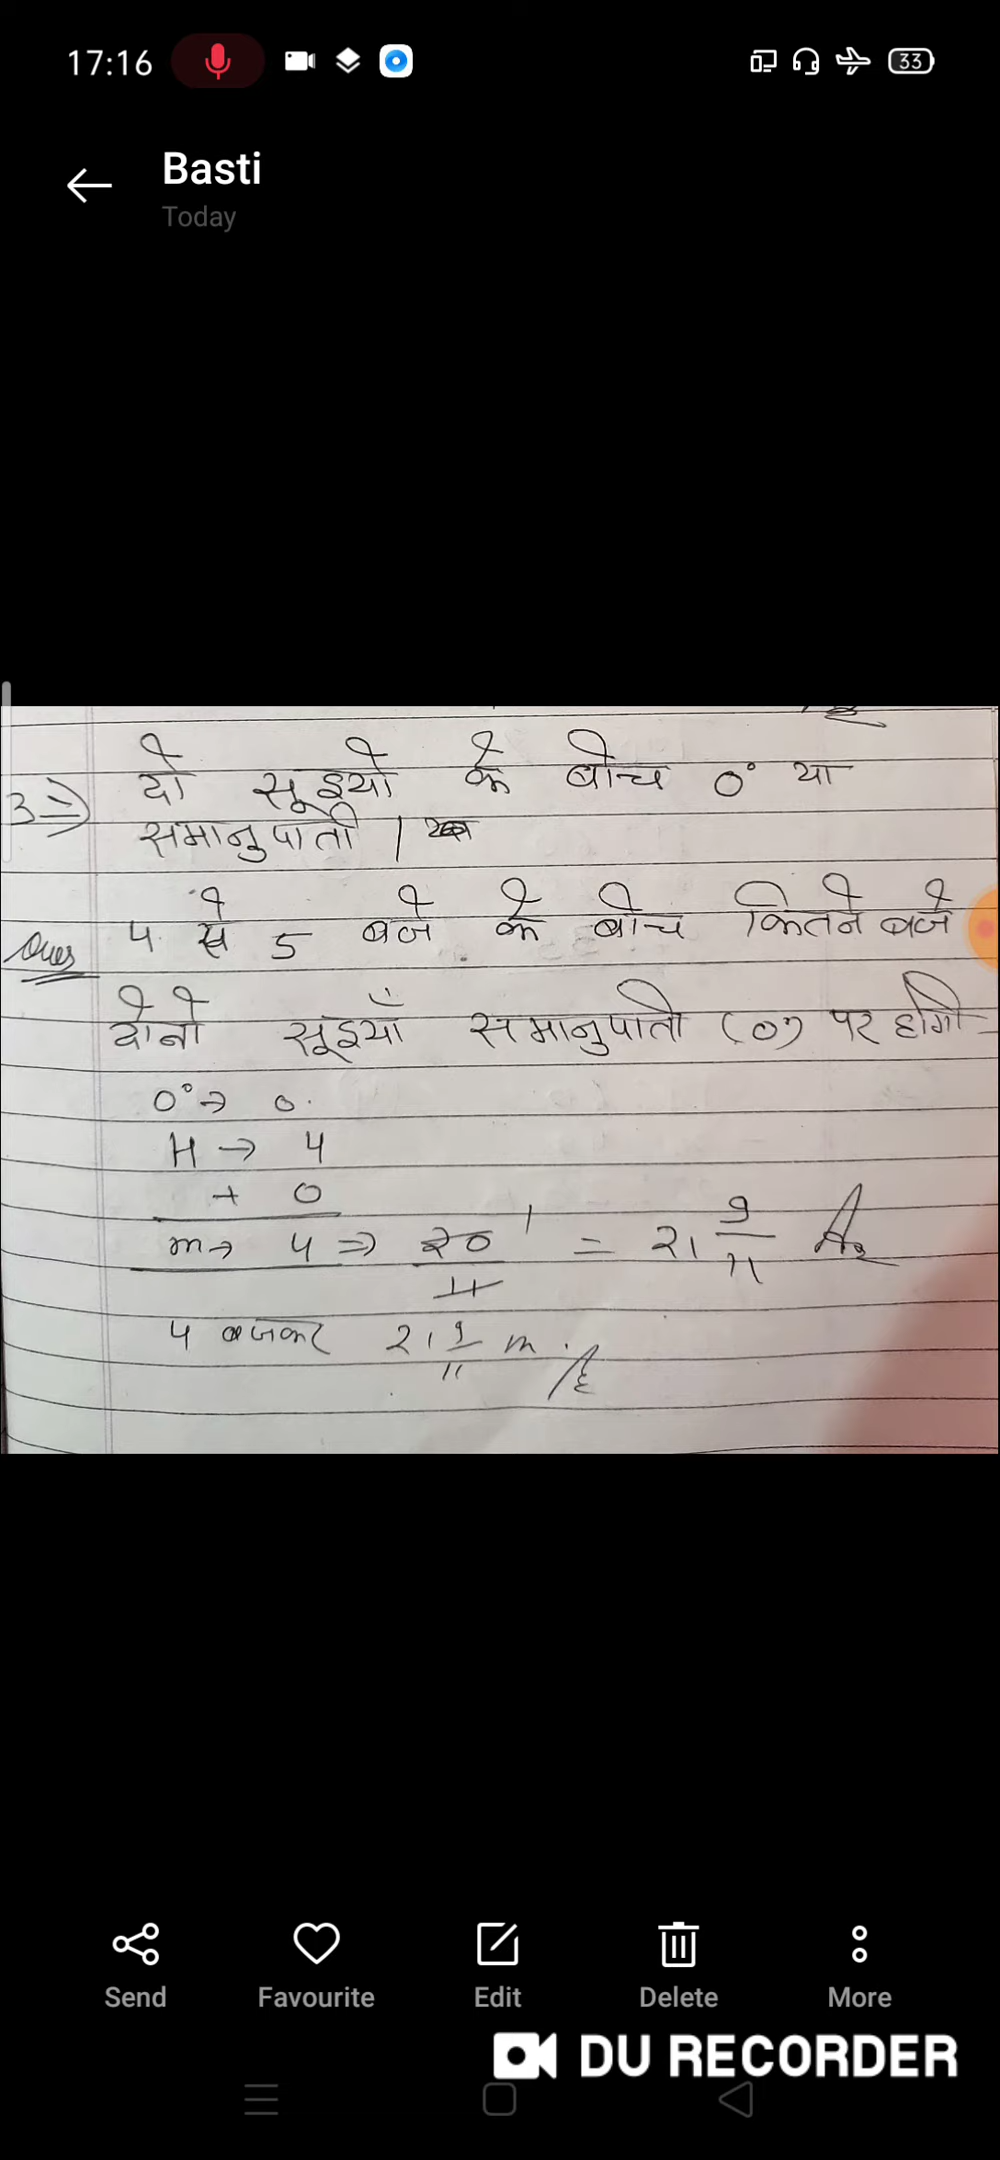 17:16
33
Basti
Today
3⇒ दो सूइयो के बीच 0° या
समानुपाती |
Ques 4 से 5 बजे के बीच कितने बजे
दोनो सूइयाँ समानुपाती (0°) पर होगी
0° → 0.
H → 4
+ 0
m → 4 ⇒ 20/11 ' = 21 9/11 Ans
4 बजकर 21 9/11 m.
Send Favourite Edit Delete More
DU RECORDER